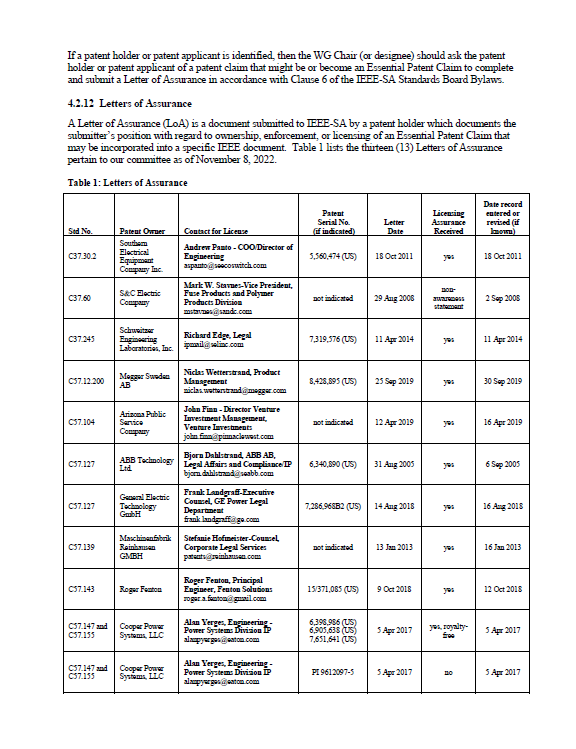 If a patent holder or patent applicant is identified, then the WG Chair (or designee) should ask the patent
holder or patent applicant of a patent claim that might be or become an Essential Patent Claim to complete
and submit a Letter of Assurance in accordance with Clause 6 of the IEEE-SA Standards Board Bylaws.
4.2.12 Letters of Assurance
A Letter of Assurance (LoA) is a document submitted to IEEE-SA by a patent holder which documents the
submitter's position with regard to ownership, enforcement, or licensing of an Essential Patent Claim that
may be incorporated into a specific IEEE document. Table 1 lists the thirteen (13) Letters of Assurance
pertain to our committee as of November 8, 2022.
Table 1: Letters of Assurance
Std No.
Patent Owner
Contact for License
Patent
Serial No.
(if indicated)
Letter
Date
Licensing
Assurance
Received
Date record
entered or
revised (if
known)
C37.30.2
Southern
Electrical
Equipment
Company Inc.
Andrew Panto - COO/Director of
Engineering
aspanto@seecoswitch.com
5,560,474 (US)
18 Oct 2011
yes
18 Oct 2011
C37.60
S&C Electric
Company
Mark W. Stavnes-Vice President,
Fuse Products and Polymer
Products Division
mstavnes@sandc.com
not indicated
29 Aug 2008
non-
awareness
statement
2 Sep 2008
C37.245
Schweitzer
Engineering
Laboratories, Inc.
Richard Edge, Legal
ipmail@selinc.com
7,319,576 (US)
11 Apr 2014
yes
11 Apr 2014
C57.12.200
Megger Sweden
AB
Niclas Wetterstrand, Product
Management
niclas.wetterstrand@megger.com
8,428,895 (US)
25 Sep 2019
yes
30 Sep 2019
C57.104
Arizona Public
Service
Company
John Finn - Director Venture
Investment Management,
Venture Investments
john.finn@pinnaclewest.com
not indicated
12 Apr 2019
yes
16 Apr 2019
C57.127
ABB Technology
Ltd.
Bjorn Dahlstrand, ABB AB,
Legal Affairs and Compliance/IP
bjorn.dahlstrand@seabb.com
6,340,890 (US)
31 Aug 2005
yes
6 Sep 2005
C57.127
General Electric
Technology
GmbH
Frank Landgraff-Executive
Counsel, GE Power Legal
Department
frank.landgraff@ge.com
7,286,968B2 (US)
14 Aug 2018
yes
16 Aug 2018
C57.139
Maschinenfabrik
Reinhausen
GMBH
Stefanie Hofmeister-Counsel,
Corporate Legal Services
patents@reinhausen.com
not indicated
13 Jan 2013
yes
16 Jan 2013
C57.143
Roger Fenton
Roger Fenton, Principal
Engineer, Fenton Solutions
roger.a.fenton@gmail.com
15/371,085 (US)
9 Oct 2018
yes
12 Oct 2018
C57.147 and
C57.155
Cooper Power
Systems, LLC
Alan Yerges, Engineering -
Power Systems Division IP
alanpyerges@eaton.com
6,398,986 (US)
6,905,638 (US)
7,651,641 (US)
5 Apr 2017
yes, royalty-
free
5 Apr 2017
C57.147 and
C57.155
Cooper Power
Systems, LLC
Alan Yerges, Engineering -
Power Systems Division IP
alanpyerges@eaton.com
PI 9612097-5
5 Apr 2017
no
5 Apr 2017